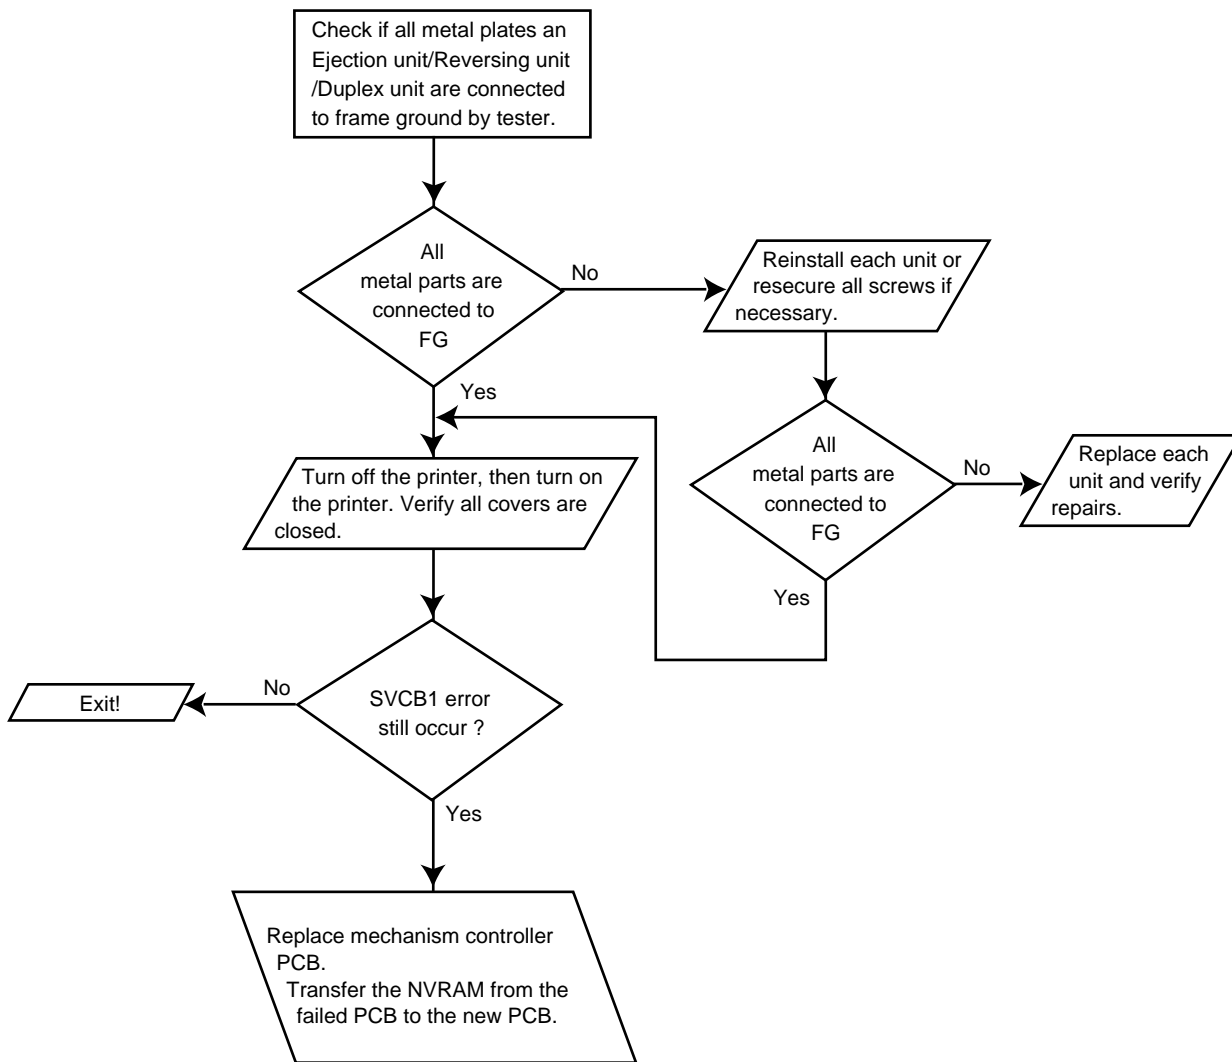 Check if all metal plates an
Ejection unit/Reversing unit
/Duplex unit are connected
to frame ground by tester.
All
metal parts are
connected to
FG
No
Reinstall each unit or
resecure all screws if
necessary.
Yes
All
metal parts are
connected to
FG
No
Replace each
unit and verify
repairs.
Yes
Turn off the printer, then turn on
the printer. Verify all covers are
closed.
SVCB1 error
still occur ?
No
Exit!
Yes
Replace mechanism controller
PCB.
Transfer the NVRAM from the
failed PCB to the new PCB.